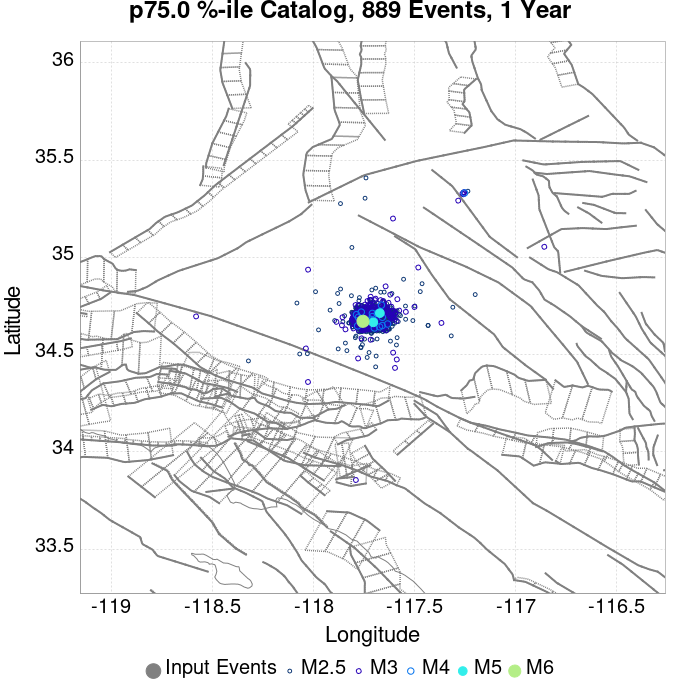 p75.0 %-ile Catalog, 889 Events, 1 Year
36
35.5
35
34.5
34
33.5
Latitude
-119 -118.5 -118 -117.5 -117 -116.5
Longitude
Input Events M2.5 M3 M4 M5 M6